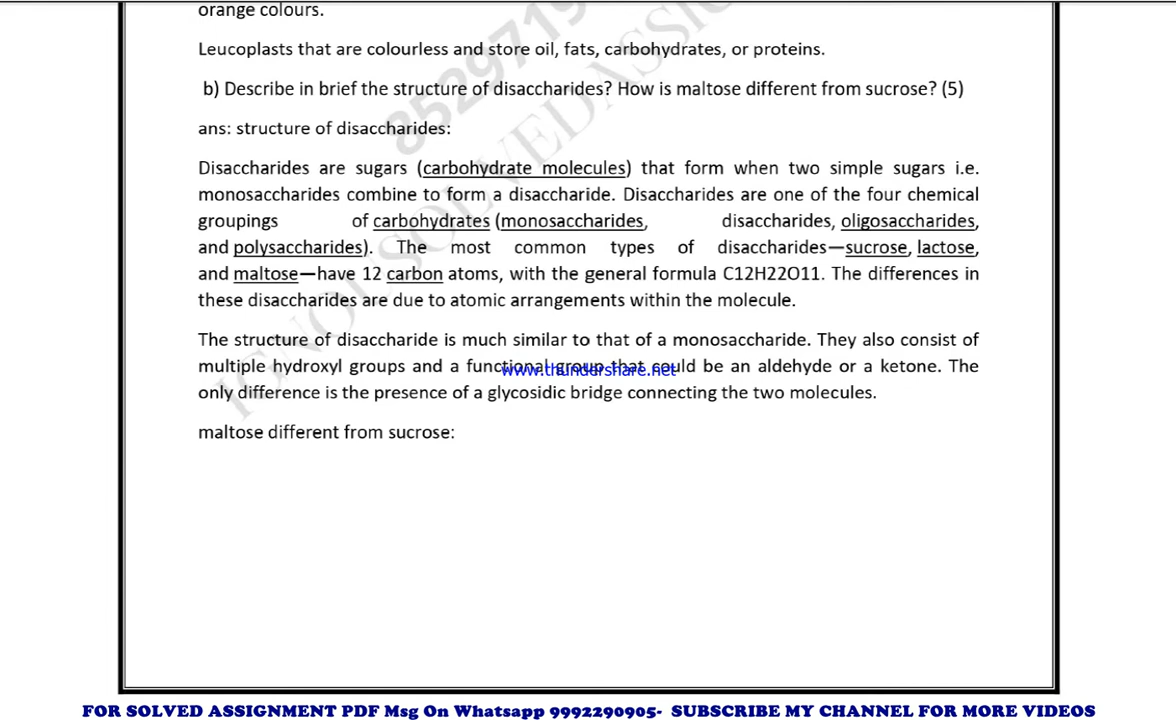 orange colours.
Leucoplasts that are colourless and store oil, fats, carbohydrates, or proteins.
b) Describe in brief the structure of disaccharides? How is maltose different from sucrose? (5)
ans: structure of disaccharides:
Disaccharides are sugars (carbohydrate molecules) that form when two simple sugars i.e.
monosaccharides combine to form a disaccharide. Disaccharides are one of the four chemical
groupings of carbohydrates (monosaccharides, disaccharides, oligosaccharides,
and polysaccharides). The most common types of disaccharides—sucrose, lactose,
and maltose—have 12 carbon atoms, with the general formula C12H22O11. The differences in
these disaccharides are due to atomic arrangements within the molecule.
The structure of disaccharide is much similar to that of a monosaccharide. They also consist of
multiple hydroxyl groups and a functional group that could be an aldehyde or a ketone. The
www.thundershare.net
only difference is the presence of a glycosidic bridge connecting the two molecules.
maltose different from sucrose:
FOR SOLVED ASSIGNMENT PDF Msg On Whatsapp 9992290905- SUBSCRIBE MY CHANNEL FOR MORE VIDEOS